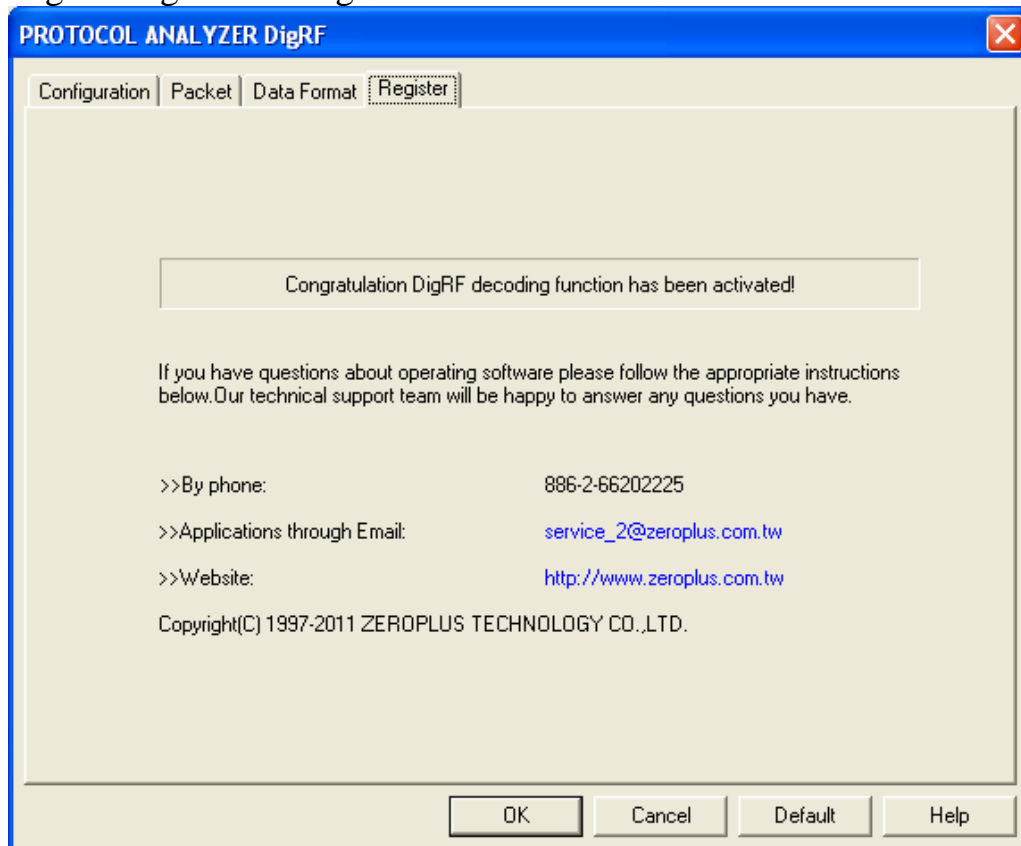 PROTOCOL ANALYZER DigRF
Configuration Packet Data Format Register
Congratulation DigRF decoding function has been activated!
If you have questions about operating software please follow the appropriate instructions
below.Our technical support team will be happy to answer any questions you have.
>>By phone: 886-2-66202225
>>Applications through Email: service_2@zeroplus.com.tw
>>Website: http://www.zeroplus.com.tw
Copyright(C) 1997-2011 ZEROPLUS TECHNOLOGY CO.,LTD.
OK Cancel Default Help